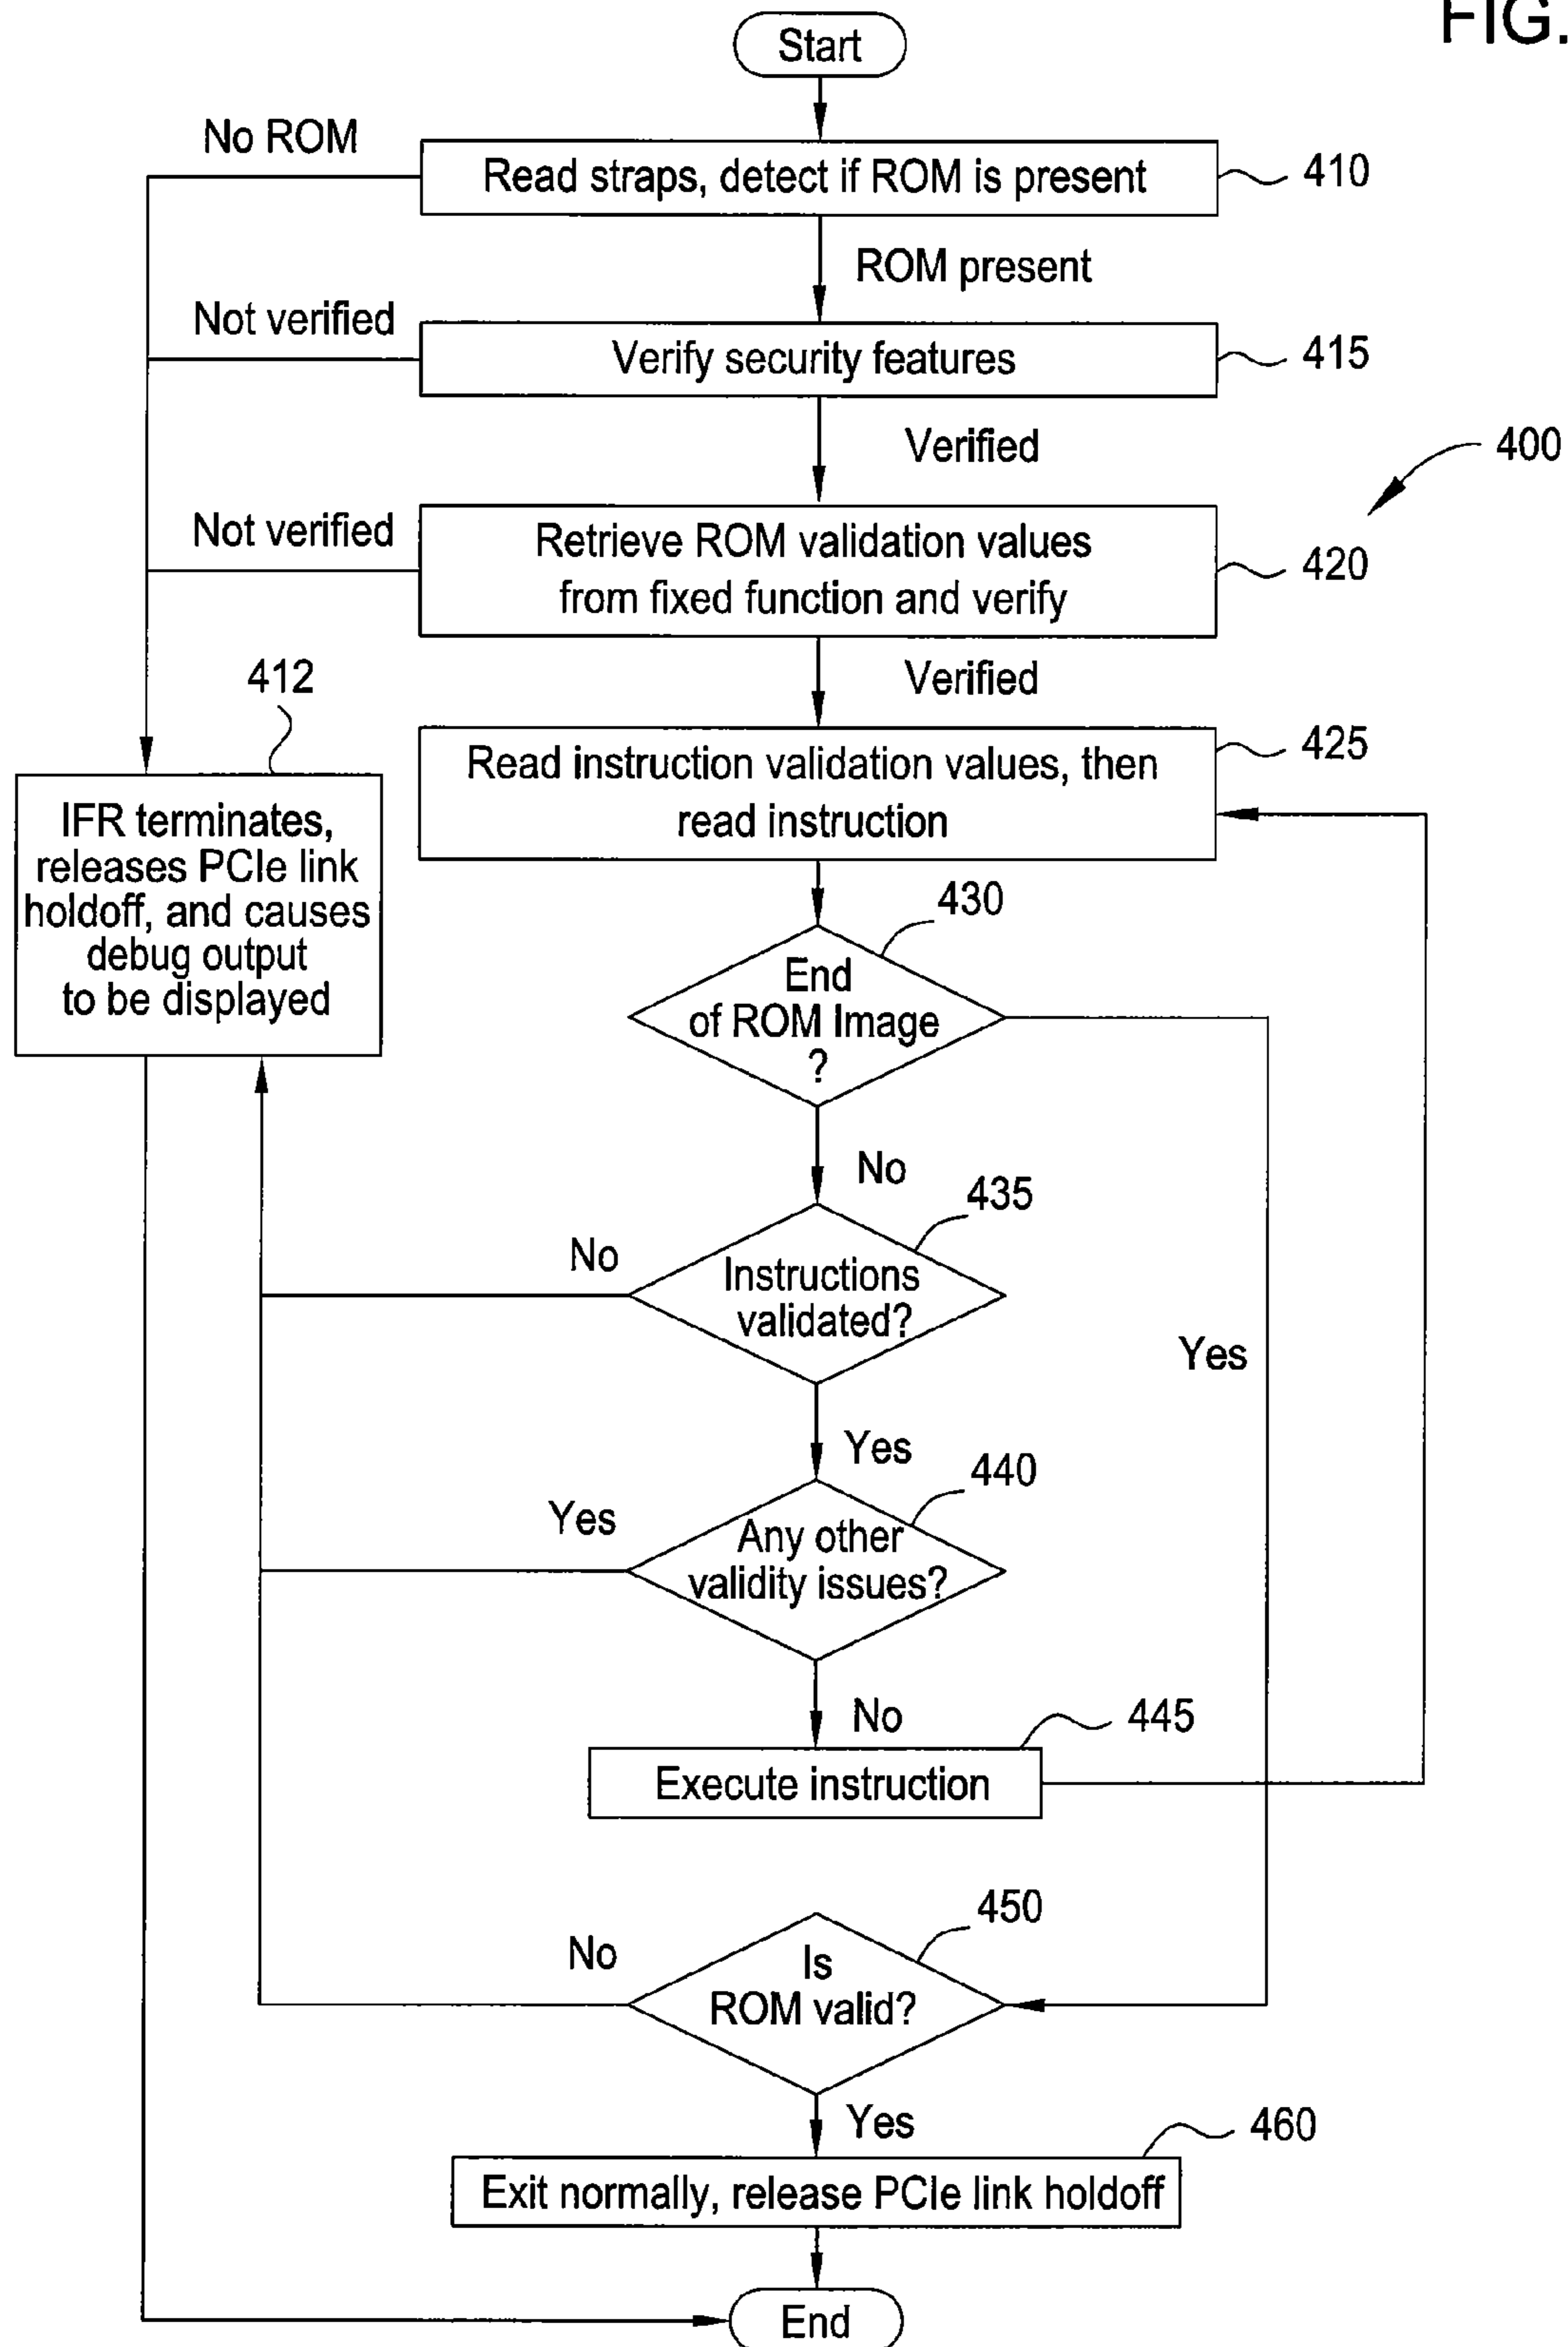 FIG.
Start
No ROM
Read straps, detect if ROM is present
410
ROM present
Not verified
Verify security features
415
Verified
400
Not verified
Retrieve ROM validation values
from fixed function and verify
420
Verified
412
Read instruction validation values, then
read instruction
425
IFR terminates,
releases PCIe link
holdoff, and causes
debug output
to be displayed
430
End
of ROM Image
?
No
435
No
Instructions
validated?
Yes
Yes
440
Yes
Any other
validity issues?
No
445
Execute instruction
450
No
Is
ROM valid?
Yes
460
Exit normally, release PCIe link holdoff
End